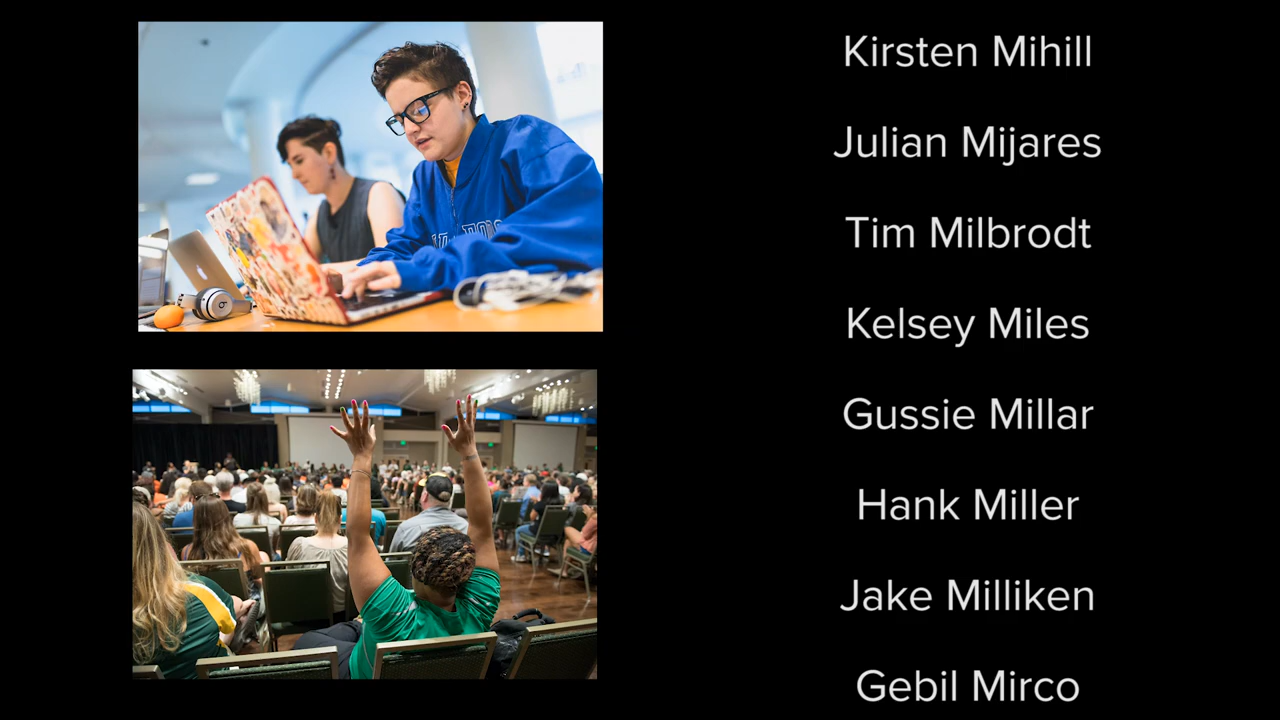 Kirsten Mihill
Julian Mijares
Tim Milbrodt
Kelsey Miles
Gussie Millar
Hank Miller
Jake Milliken
Gebil Mirco